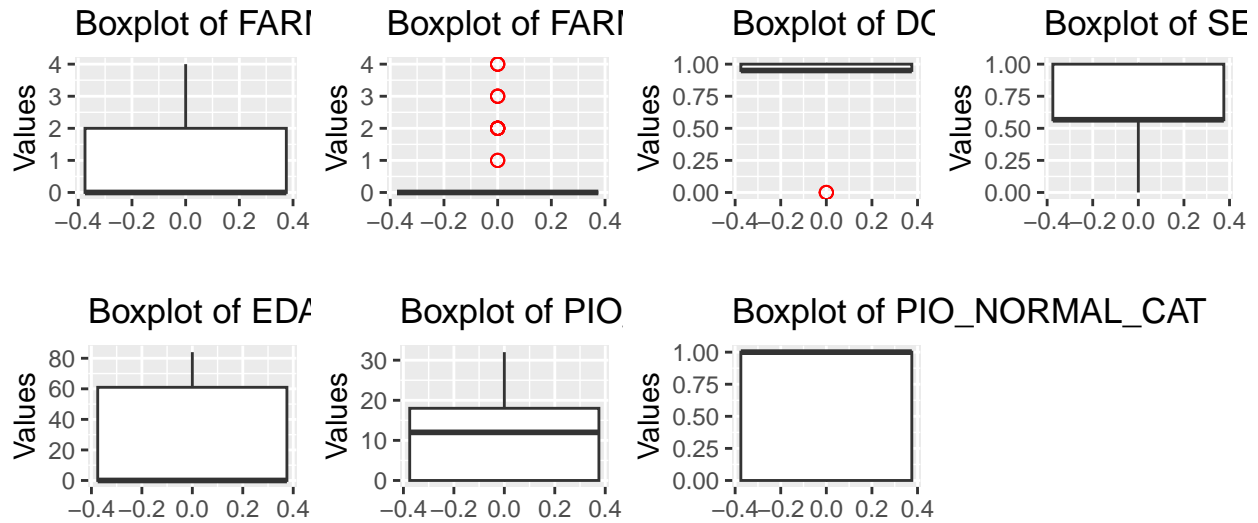 Boxplot of FARM
Boxplot of FARM
Boxplot of DO
Boxplot of SE
Values
4
3
2
1
0
−0.4 −0.2 0.0 0.2 0.4
Values
4
3
2
1
0
−0.4 −0.2 0.0 0.2 0.4
Values
1.00
0.75
0.50
0.25
0.00
−0.4 −0.2 0.0 0.2 0.4
Values
1.00
0.75
0.50
0.25
0.00
−0.4 −0.2 0.0 0.2 0.4
Boxplot of EDA
Boxplot of PIO_
Boxplot of PIO_NORMAL_CAT
Values
80
60
40
20
0
−0.4 −0.2 0.0 0.2 0.4
Values
30
20
10
0
−0.4 −0.2 0.0 0.2 0.4
Values
1.00
0.75
0.50
0.25
0.00
−0.4 −0.2 0.0 0.2 0.4